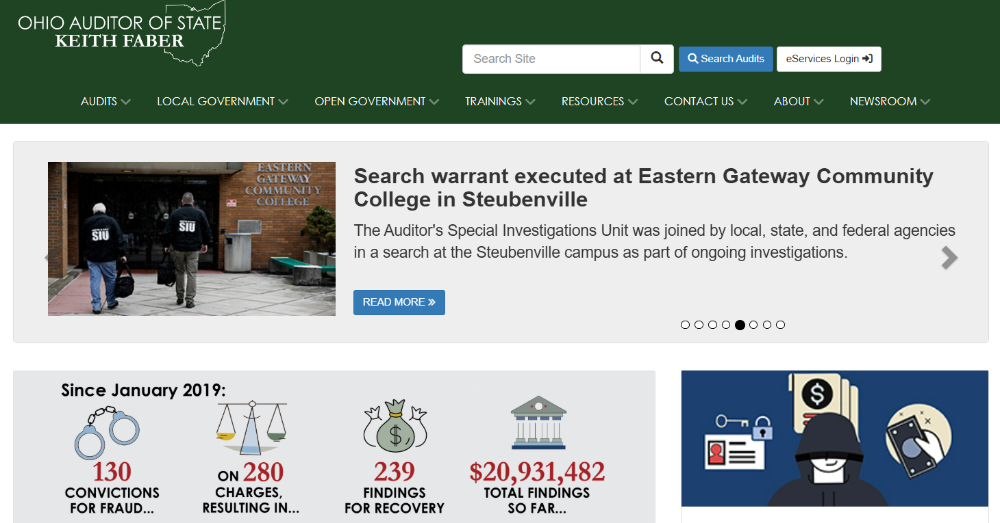 OHIO AUDITOR OF STATE
KEITH FABER
Search Site
Search Audits
eServices Login
AUDITS
LOCAL GOVERNMENT
OPEN GOVERNMENT
TRAININGS
RESOURCES
CONTACT US
ABOUT
NEWSROOM
EASTERN
GATEWAY
COMMUNITY
COLLEGE
SIU
SIU
Search warrant executed at Eastern Gateway Community
College in Steubenville
The Auditor's Special Investigations Unit was joined by local, state, and federal agencies
in a search at the Steubenville campus as part of ongoing investigations.
READ MORE »
Since January 2019:
130
CONVICTIONS
FOR FRAUD...
ON 280
CHARGES,
RESULTING IN...
$
239
FINDINGS
FOR RECOVERY
$20,931,482
TOTAL FINDINGS
SO FAR...
$